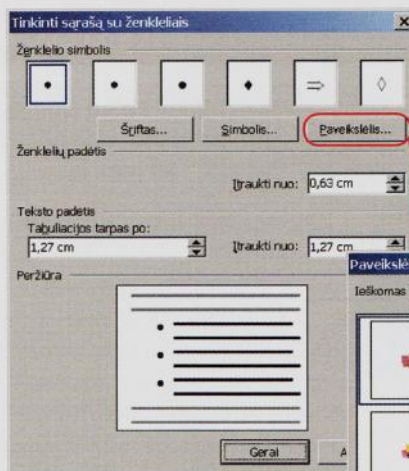 Tinkinti sąrašą su ženkleliais
Ženklelio simbolis
Šriftas... Simbolis... Paveikslėlis...
Ženklelių padėtis
Įtraukti nuo: 0,63 cm
Teksto padėtis
Tabuliacijos tarpas po:
1,27 cm Įtraukti nuo: 1,27 cm
Peržiūra
Paveikslė
Ieškomas
Gerai A